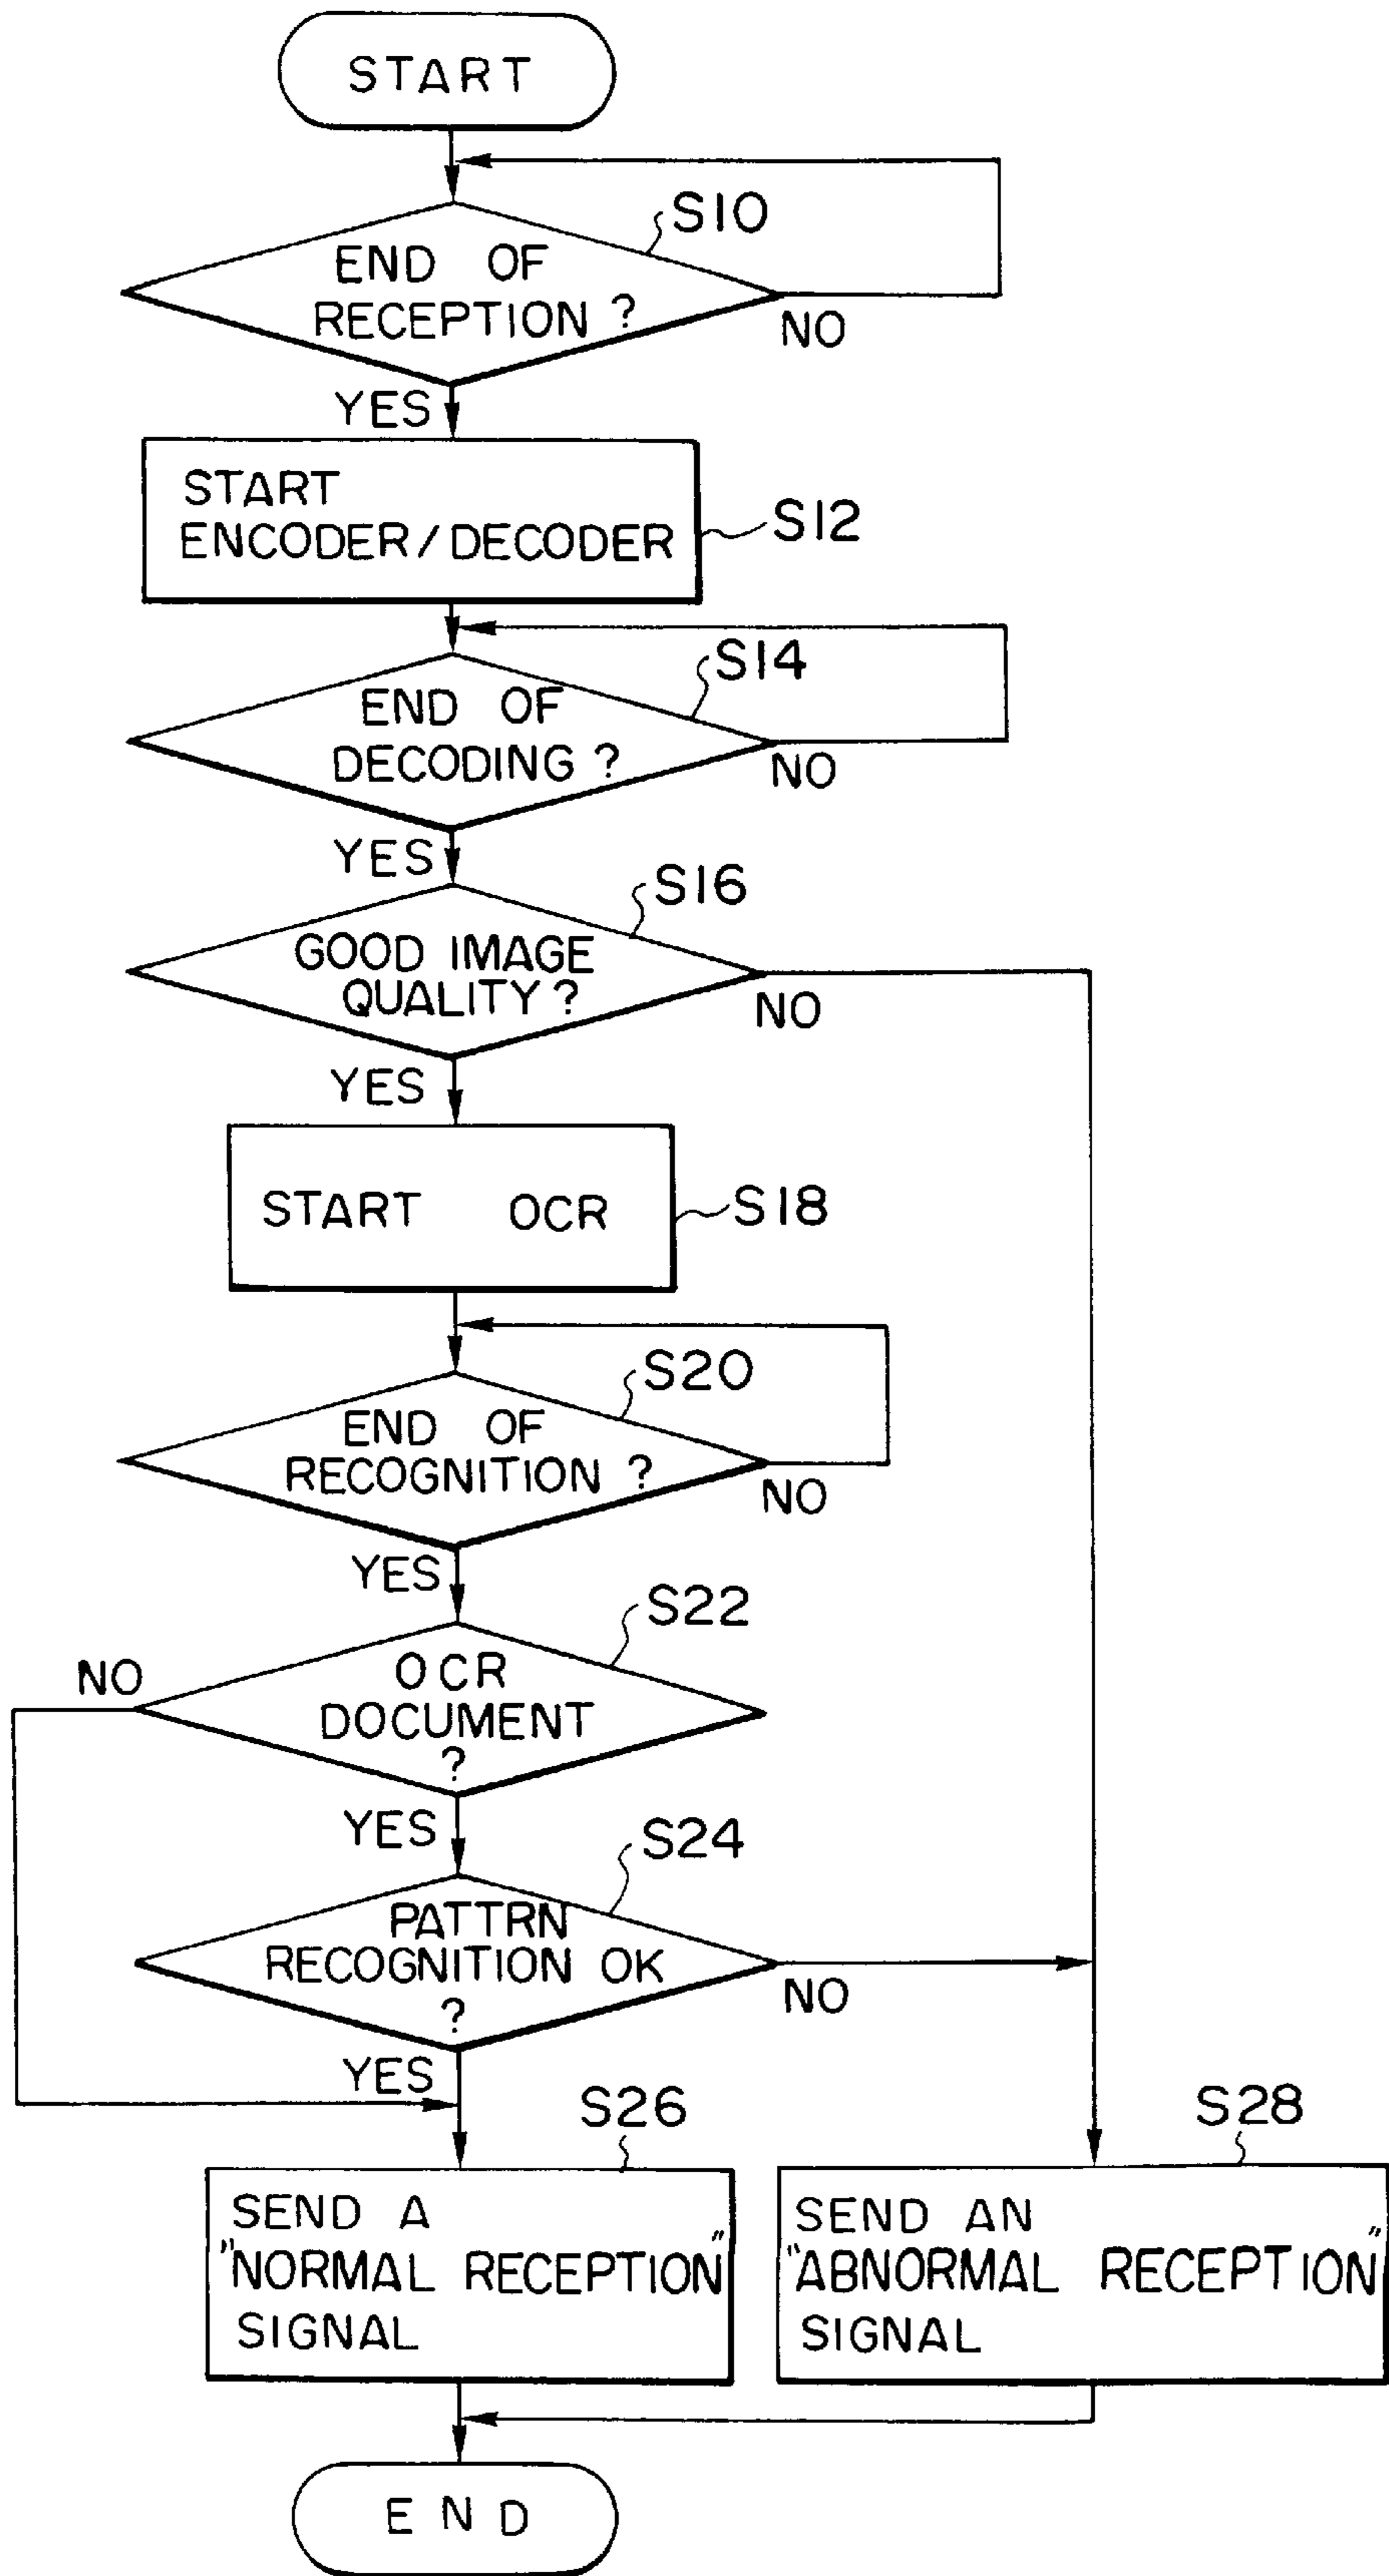 START
S10
END OF
RECEPTION ?
NO
YES
START
ENCODER/DECODER
S12
S14
END OF
DECODING ?
NO
YES
S16
GOOD IMAGE
QUALITY ?
NO
YES
START OCR
S18
S20
END OF
RECOGNITION ?
NO
YES
S22
NO
OCR
DOCUMENT
?
YES
S24
PATTRN
RECOGNITION OK
?
NO
YES
S26
SEND A
"NORMAL RECEPTION"
SIGNAL
S28
SEND AN
"ABNORMAL RECEPTION"
SIGNAL
END